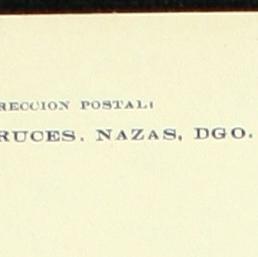 RECCION POSTAL:
RUCES. NAZAS, DGO.